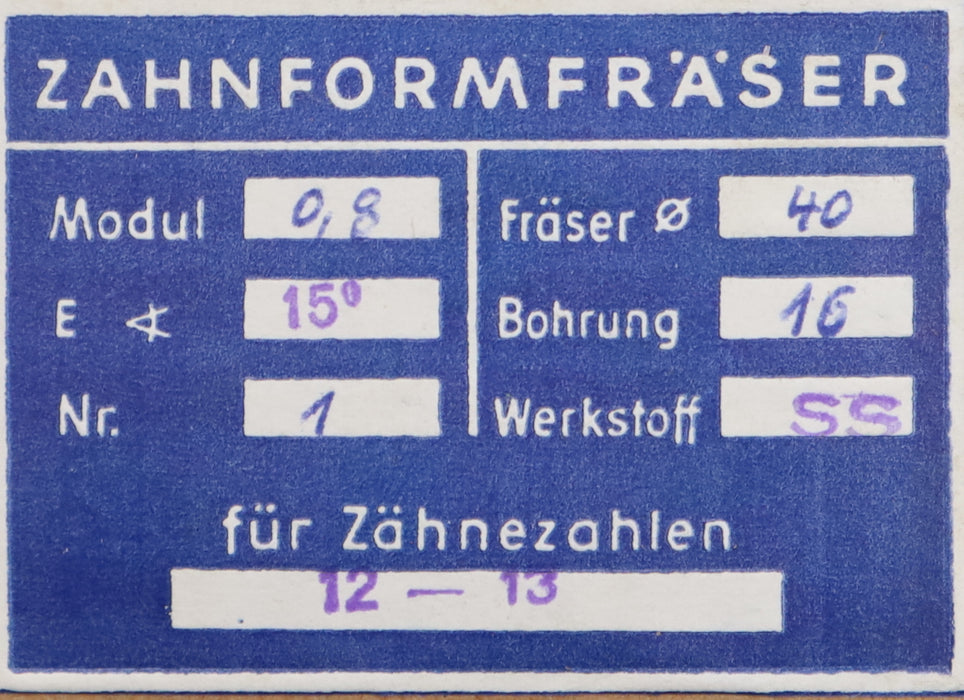 ZAHNFORMFRÄSER
Modul 0,8
E ∢ 15°
Nr. 1
Fräser ⌀ 40
Bohrung 16
Werkstoff SS
für Zähnezahlen
12 — 13